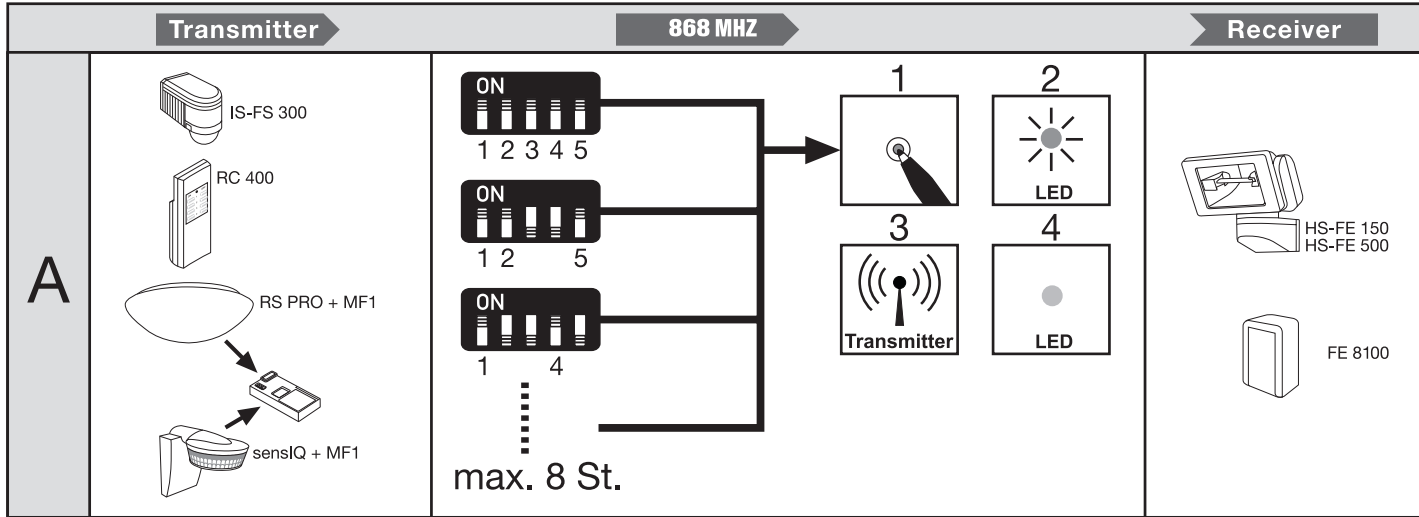 Transmitter 868 MHZ Receiver
A
IS-FS 300
RC 400
RS PRO + MF1
sensIQ + MF1
ON
1 2 3 4 5
ON
1 2 5
ON
1 4
max. 8 St.
1
2
LED
3
Transmitter
4
LED
HS-FE 150
HS-FE 500
FE 8100